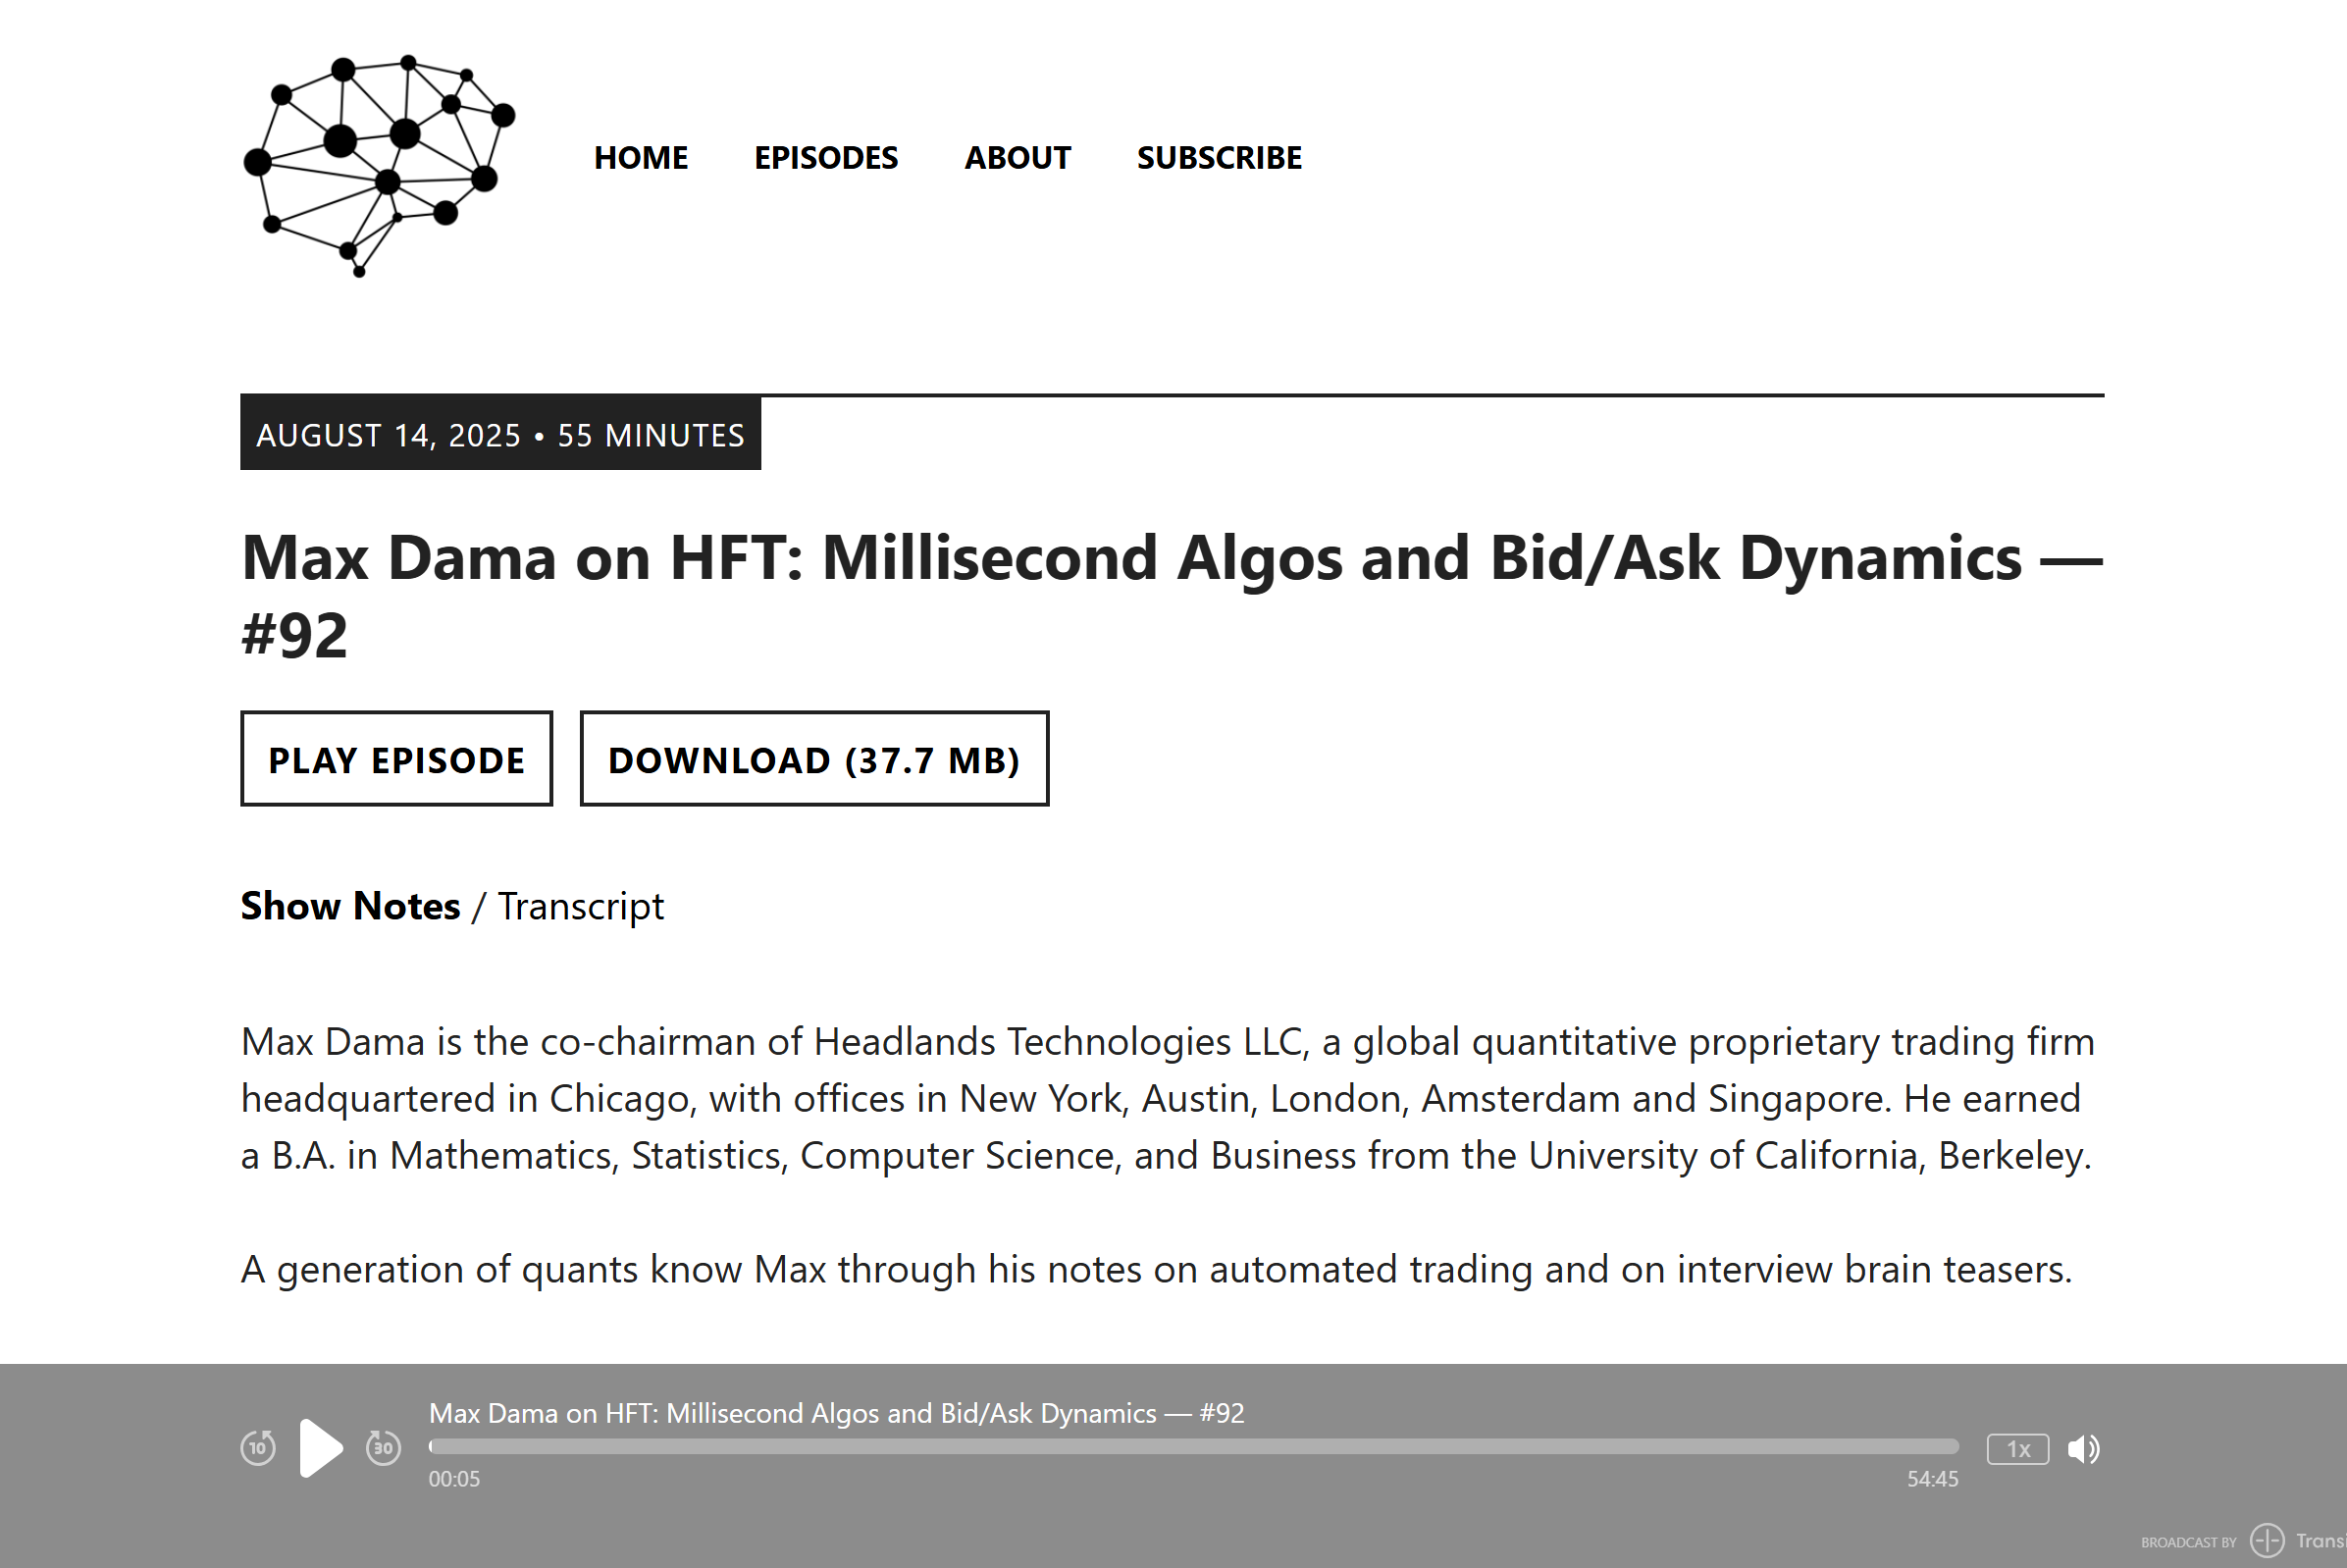 HOME EPISODES ABOUT SUBSCRIBE
AUGUST 14, 2025 • 55 MINUTES
Max Dama on HFT: Millisecond Algos and Bid/Ask Dynamics —
#92
PLAY EPISODE DOWNLOAD (37.7 MB)
Show Notes / Transcript
Max Dama is the co-chairman of Headlands Technologies LLC, a global quantitative proprietary trading firm
headquartered in Chicago, with offices in New York, Austin, London, Amsterdam and Singapore. He earned
a B.A. in Mathematics, Statistics, Computer Science, and Business from the University of California, Berkeley.
A generation of quants know Max through his notes on automated trading and on interview brain teasers.
Max Dama on HFT: Millisecond Algos and Bid/Ask Dynamics — #92
10 30 1x
00:05 54:45
BROADCAST BY